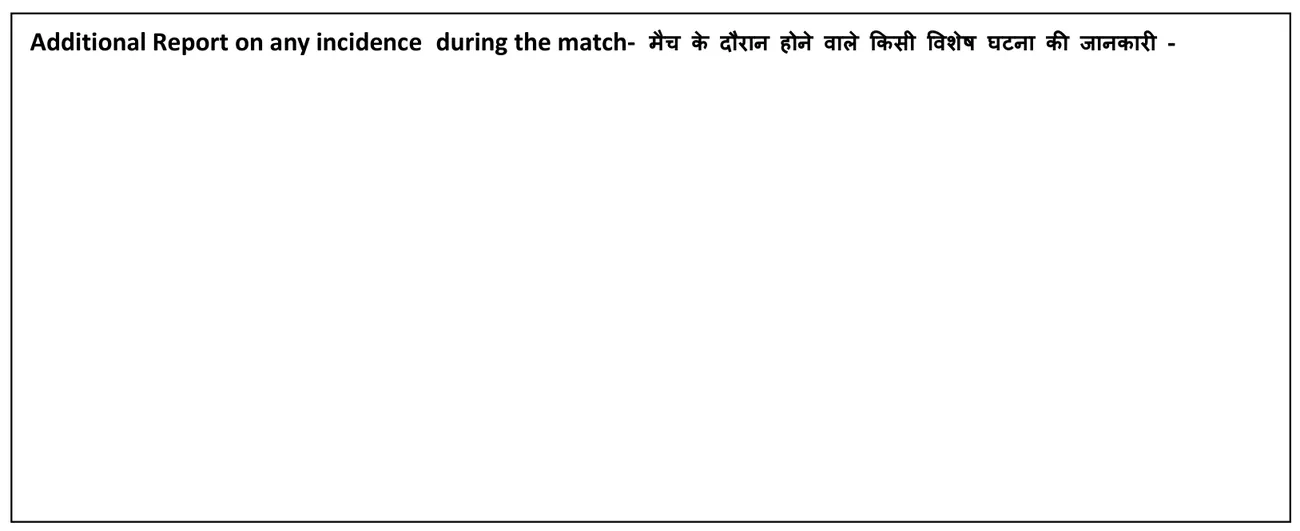 Additional Report on any incidence  during the match-  मैच के दौरान होने वाले किसी विशेष घटना की जानकारी -